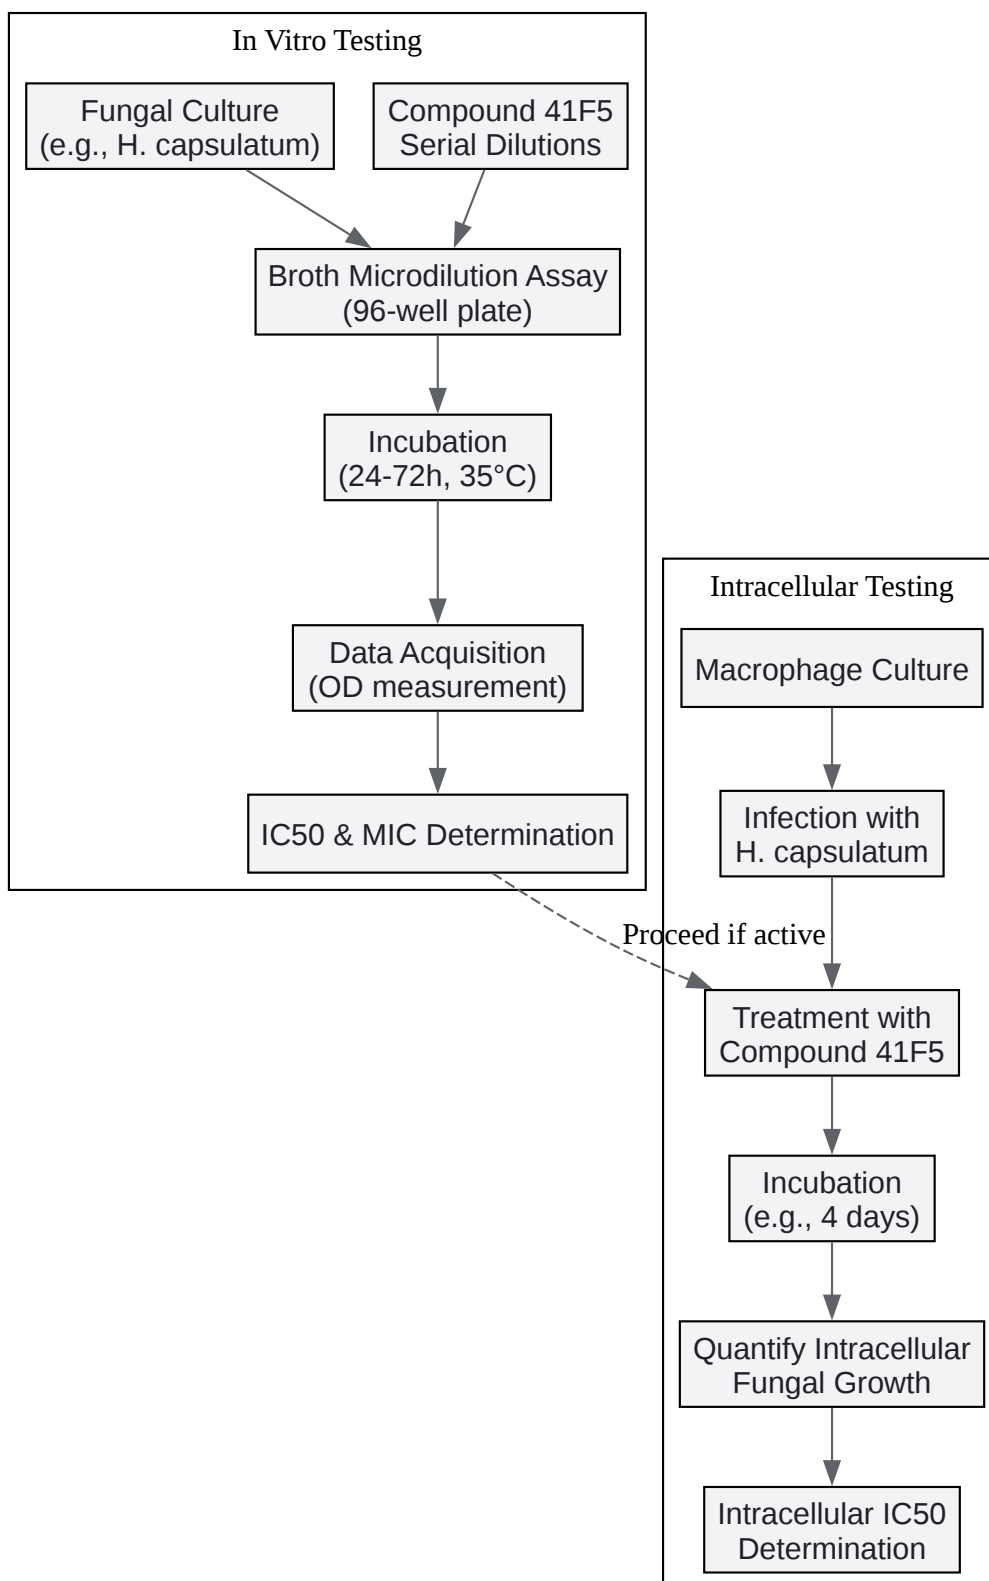 In Vitro Testing
Fungal Culture
(e.g., H. capsulatum)
Compound 41F5
Serial Dilutions
Broth Microdilution Assay
(96-well plate)
Incubation
(24-72h, 35°C)
Data Acquisition
(OD measurement)
IC50 & MIC Determination
Proceed if active
Intracellular Testing
Macrophage Culture
Infection with
H. capsulatum
Treatment with
Compound 41F5
Incubation
(e.g., 4 days)
Quantify Intracellular
Fungal Growth
Intracellular IC50
Determination